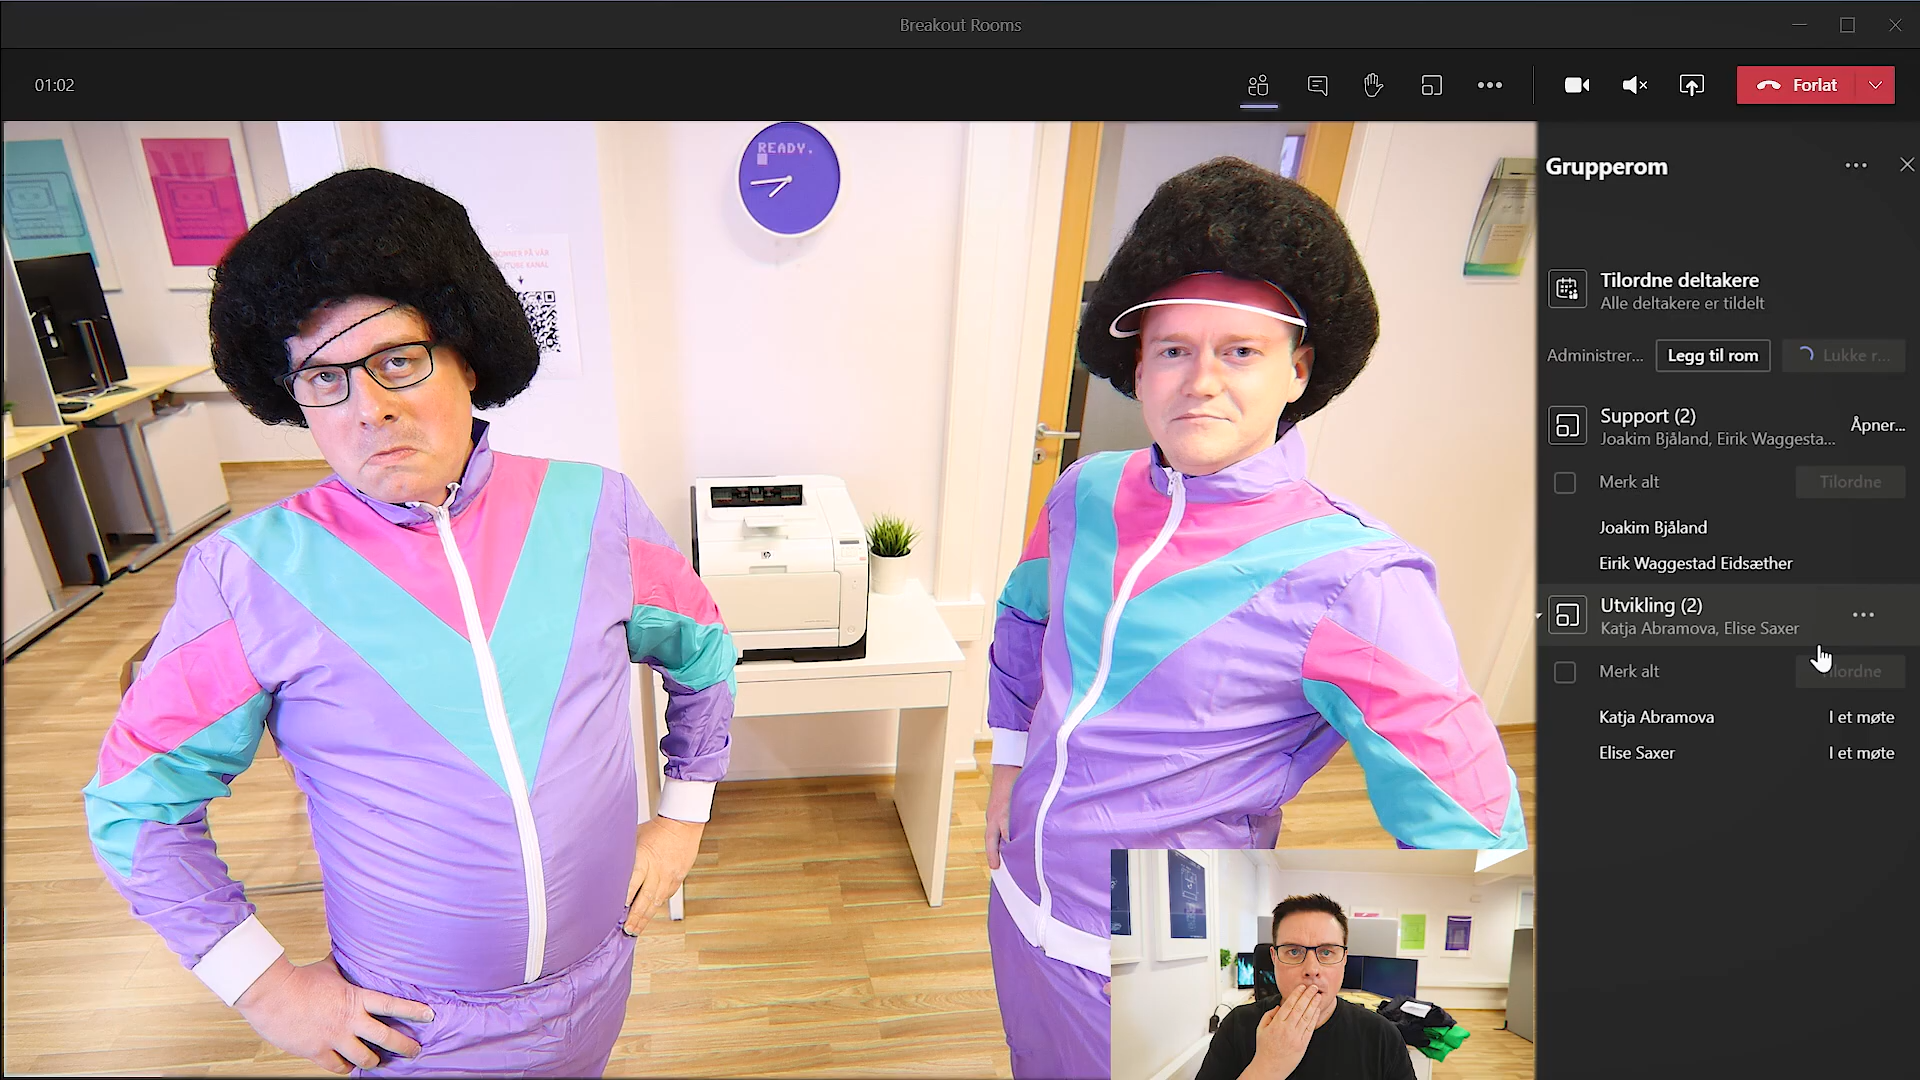 Breakout Rooms
01:02
Forlat
READY.
hp
Grupperom
Tilordne deltakere
Alle deltakere er tildelt
Administrer...
Legg til rom
Lukke r...
Support (2)
Joakim Bjåland, Eirik Waggesta...
Åpner...
Merk alt
Tilordne
Joakim Bjåland
Eirik Waggestad Eidsæther
Utvikling (2)
Katja Abramova, Elise Saxer
Merk alt
Katja Abramova
I et møte
Elise Saxer
I et møte